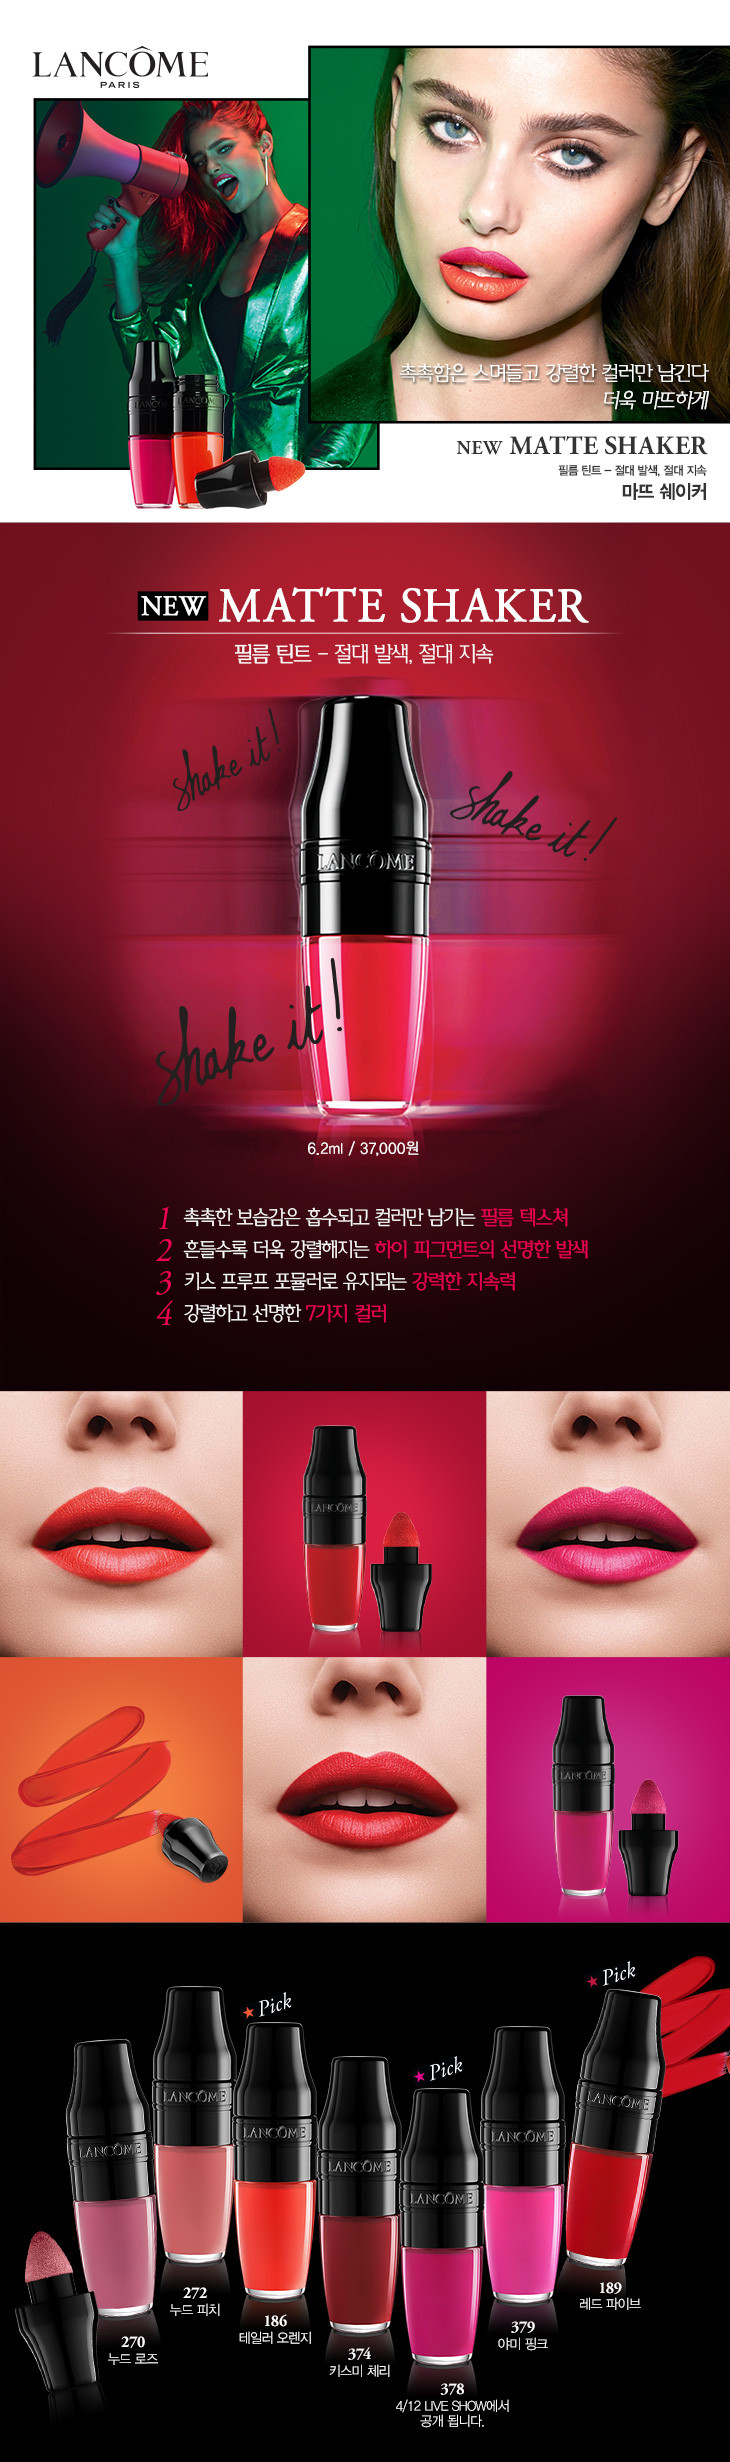 LANCÔME
PARIS
촉촉함은 스며들고 강렬한 컬러만 남긴다
더욱 마뜨하게
NEW MATTE SHAKER
필름 틴트 – 절대 발색, 절대 지속
마뜨 쉐이커
NEW MATTE SHAKER
필름 틴트 – 절대 발색, 절대 지속
shake it!
shake it!
LANCÔME
shake it!
6.2ml / 37,000원
1 촉촉한 보습감은 흡수되고 컬러만 남기는 필름 텍스쳐
2 흔들수록 더욱 강렬해지는 하이 피그먼트의 선명한 발색
3 키스 프루프 포뮬러로 유지되는 강력한 지속력
4 강렬하고 선명한 7가지 컬러
LANCÔME
LANCÔME
Pick
Pick
Pick
LANCÔME
LANCÔME
LANCÔME
LANCÔME
LANCÔME
LANCÔME
LANCÔME
270
누드 로즈
272
누드 피치
186
테일러 오렌지
374
키스미 체리
378
4/12 LIVE SHOW에서
공개 됩니다.
379
야미 핑크
189
레드 파이브